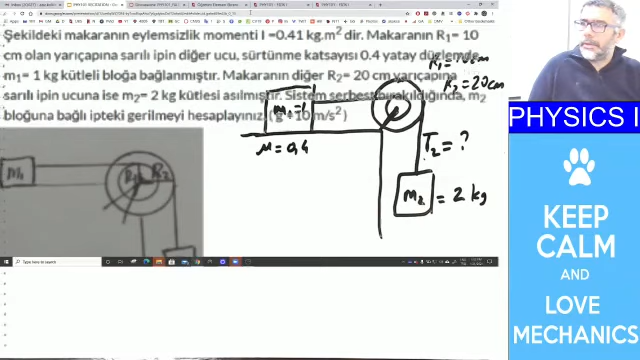 Şekildeki makaranın eylemsizlik momenti I =0.41 kg.m² dir. Makaranın R₁= 10
cm olan yarıçapına sarılı ipin diğer ucu, sürtünme katsayısı 0.4 yatay düzlemde
m₁= 1 kg kütleli bloğa bağlanmıştır. Makaranın diğer R₂= 20 cm yarıçapına
sarılı ipin ucuna ise m₂= 2 kg kütlesi asılmıştır. Sistem serbest bırakıldığında, m₂
bloğuna bağlı ipteki gerilmeyi hesaplayınız. (g =10 m/s²)
R₂ = 20cm
m₁=1
μ = 0,4
T₂ = ?
m₂ = 2 kg
m₁
R₁ R₂
PHYSICS I
KEEP
CALM
AND
LOVE
MECHANICS